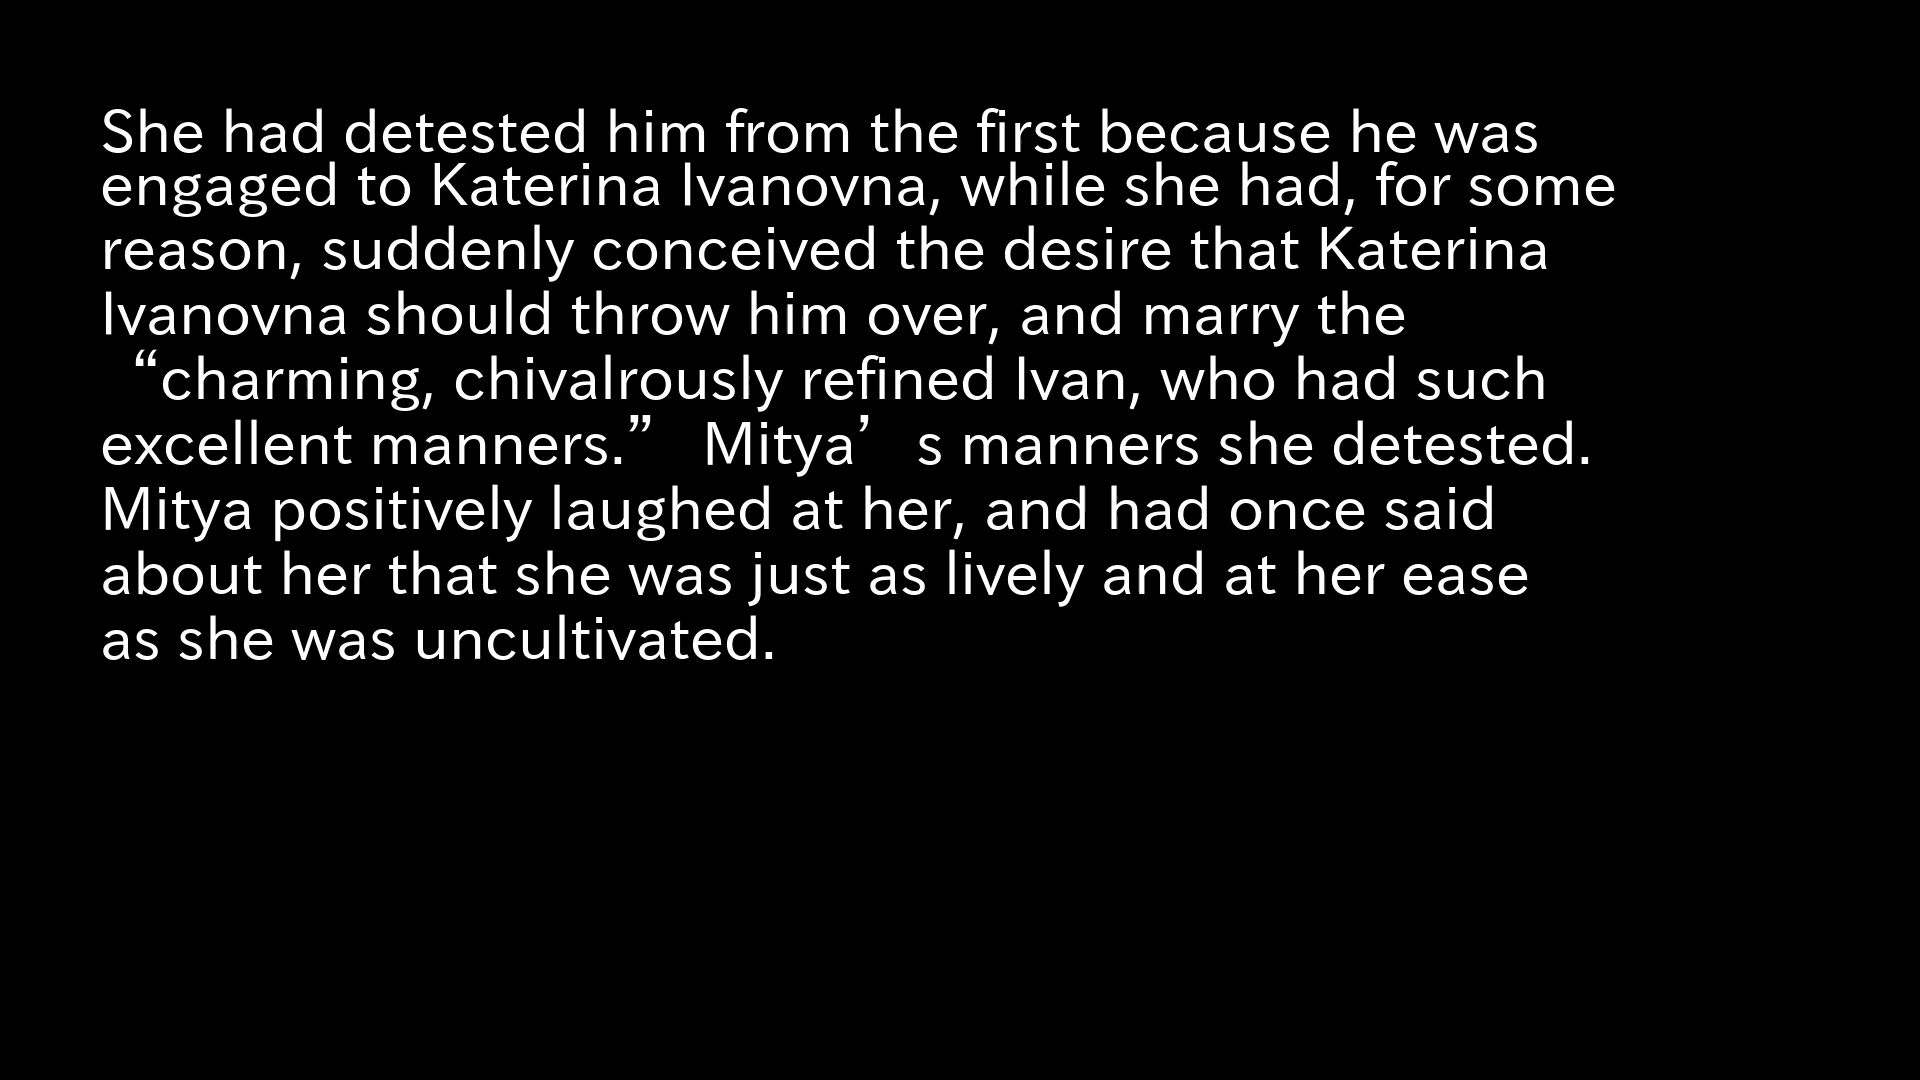 She had detested him from the first because he was
engaged to Katerina Ivanovna, while she had, for some
reason, suddenly conceived the desire that Katerina
Ivanovna should throw him over, and marry the
“charming, chivalrously refined Ivan, who had such
excellent manners.” Mitya’s manners she detested.
Mitya positively laughed at her, and had once said
about her that she was just as lively and at her ease
as she was uncultivated.